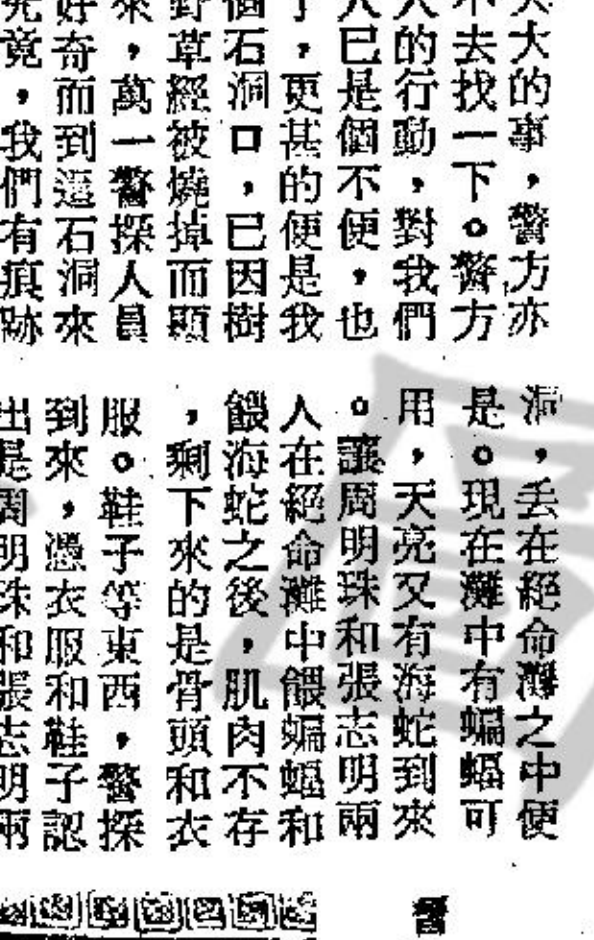 大的事，警方亦
不去找一下。警方
人的行動，對我們
人已是個不便，也
了，更甚的便是我
個石洞口，已因樹
野草經被燒掉而顯
來，萬一警探人員
好奇而到這石洞來
究竟，我們有痕跡
洞，丟在絕命灘之中便
是。現在灘中有蝙蝠可
用，天亮又有海蛇到來
。讓周明珠和張志明兩
人在絕命灘中餵蝙蝠和
餵海蛇之後，肌肉不存
，剩下來的是骨頭和衣
服。鞋子等東西，警探
到來，憑衣服和鞋子認
出是周明珠和張志明兩